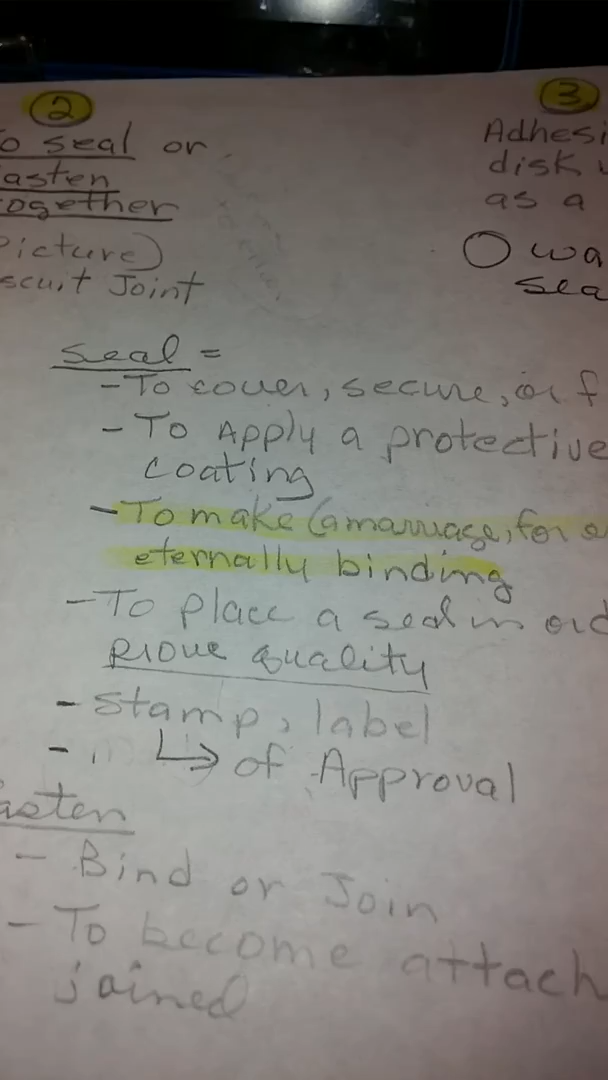 2
o seal or
asten
ogether
icture)
scuit Joint
3
Adhesi
disk
as a
wa
sea
seal =
- To cover, secure, or f
- To Apply a protective
coating
- To make (a marriage, for e
eternally binding
- To place a seal in ord
prove quality
- stamp, label
- ↳ of Approval
asten
- Bind or Join
- To become attach
joined